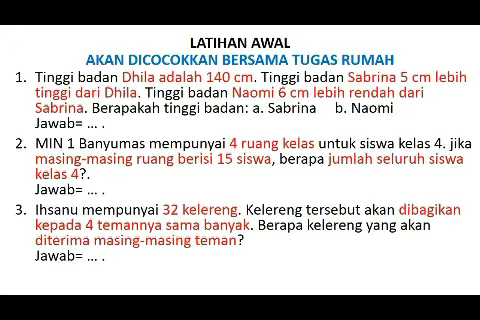 LATIHAN AWAL
AKAN DICOCOKKAN BERSAMA TUGAS RUMAH
1. Tinggi badan Dhila adalah 140 cm. Tinggi badan Sabrina 5 cm lebih
tinggi dari Dhila. Tinggi badan Naomi 6 cm lebih rendah dari
Sabrina. Berapakah tinggi badan: a. Sabrina b. Naomi
Jawab= ... .
2. MIN 1 Banyumas mempunyai 4 ruang kelas untuk siswa kelas 4. jika
masing-masing ruang berisi 15 siswa, berapa jumlah seluruh siswa
kelas 4?.
Jawab= ... .
3. Ihsanu mempunyai 32 kelereng. Kelereng tersebut akan dibagikan
kepada 4 temannya sama banyak. Berapa kelereng yang akan
diterima masing-masing teman?
Jawab= ... .